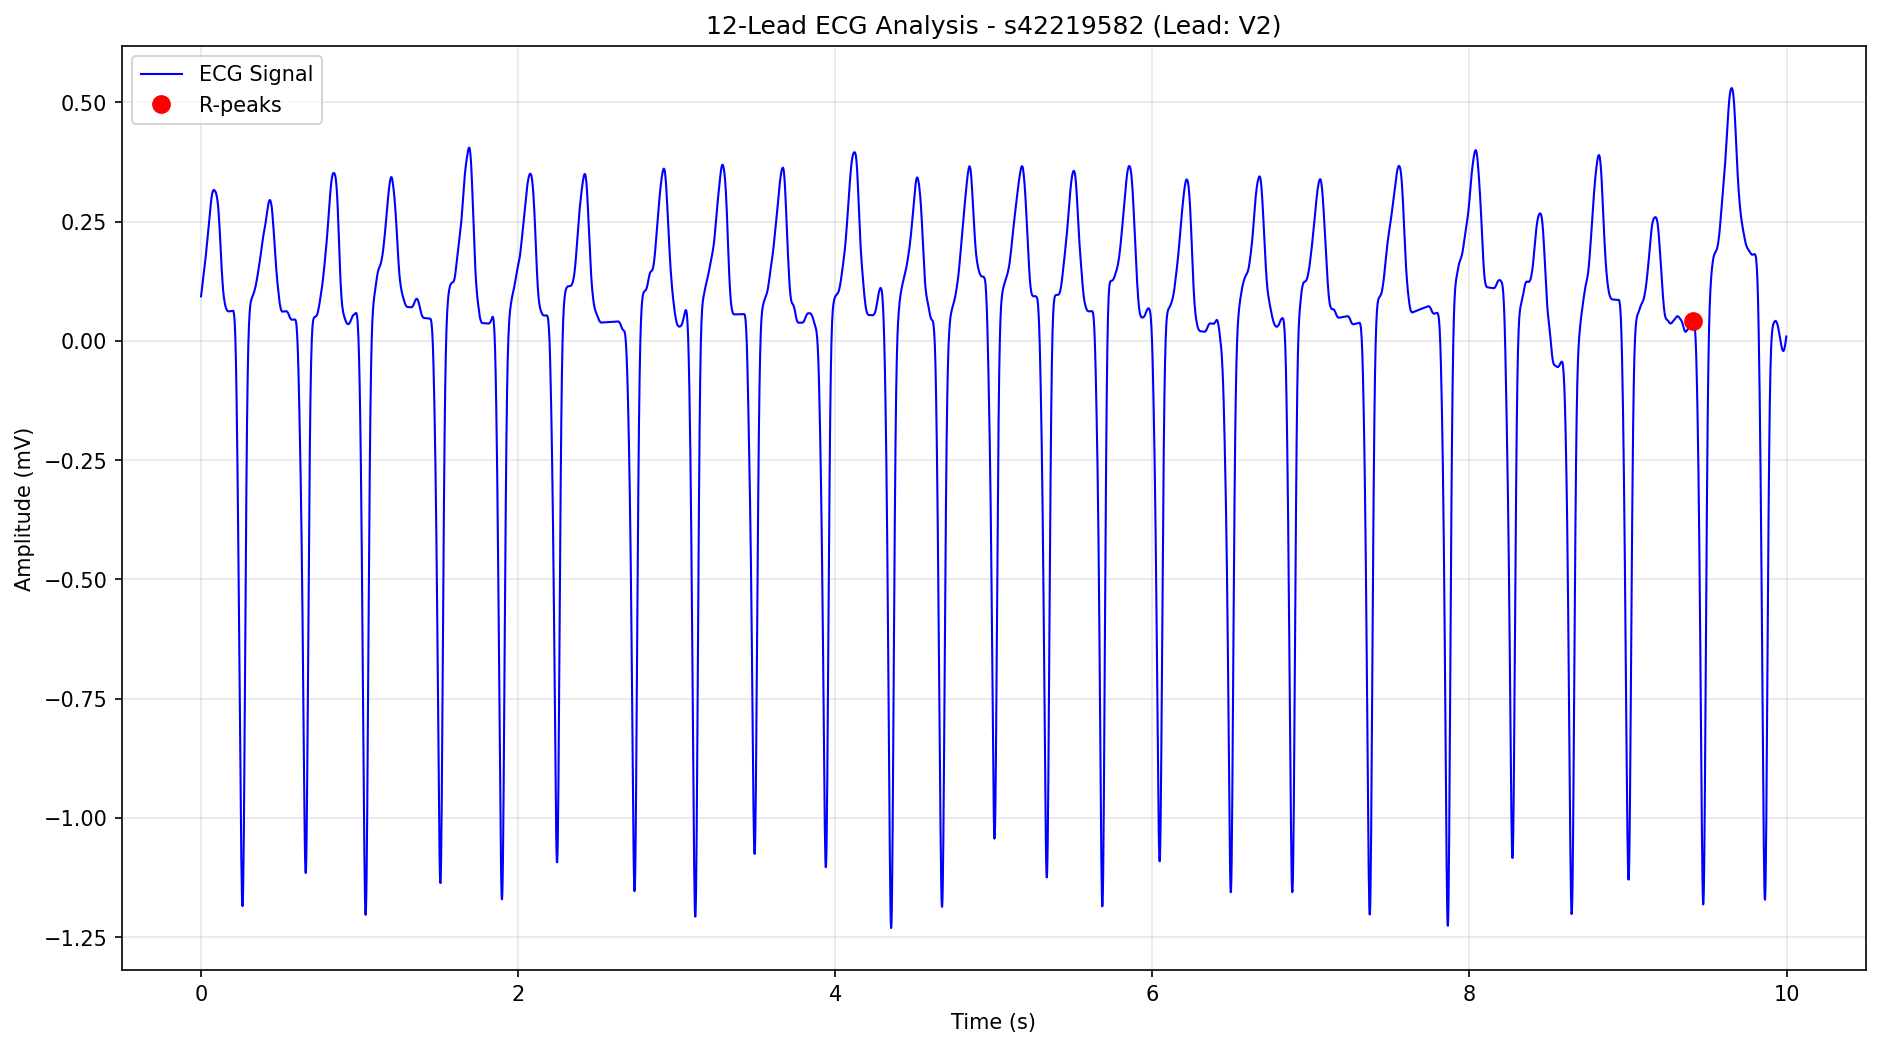 12-Lead ECG Analysis - s42219582 (Lead: V2)
ECG Signal
R-peaks
0.50
0.25
0.00
−0.25
−0.50
−0.75
−1.00
−1.25
Amplitude (mV)
0 2 4 6 8 10
Time (s)